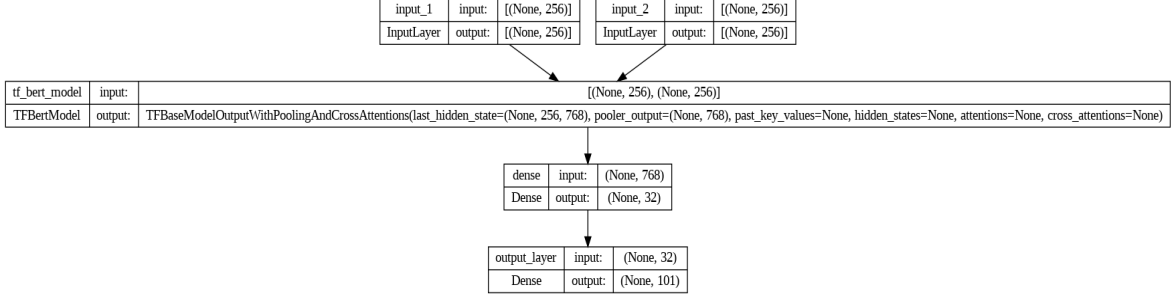 input_1 input: [(None, 256)] input_2 input: [(None, 256)]
InputLayer output: [(None, 256)] InputLayer output: [(None, 256)]
tf_bert_model input: [(None, 256), (None, 256)]
TFBertModel output: TFBaseModelOutputWithPoolingAndCrossAttentions(last_hidden_state=(None, 256, 768), pooler_output=(None, 768), past_key_values=None, hidden_states=None, attentions=None, cross_attentions=None)
dense input: (None, 768)
Dense output: (None, 32)
output_layer input: (None, 32)
Dense output: (None, 101)